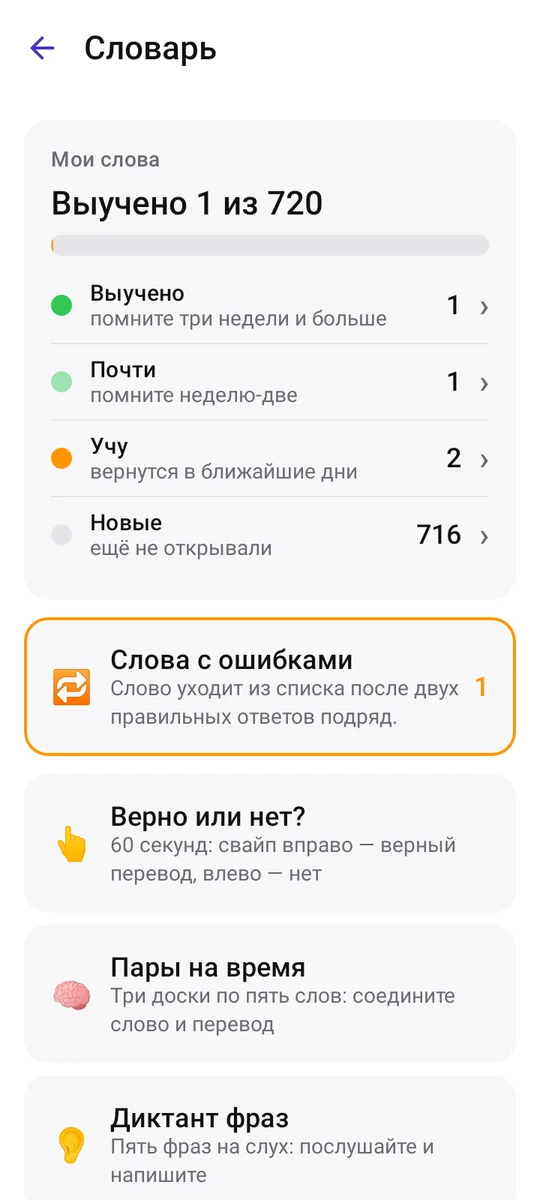 Словарь
Мои слова
Выучено 1 из 720
Выучено
помните три недели и больше
1
Почти
помните неделю-две
1
Учу
вернутся в ближайшие дни
2
Новые
ещё не открывали
716
Слова с ошибками
Слово уходит из списка после двух
правильных ответов подряд.
1
Верно или нет?
60 секунд: свайп вправо — верный
перевод, влево — нет
Пары на время
Три доски по пять слов: соедините
слово и перевод
Диктант фраз
Пять фраз на слух: послушайте и
напишите